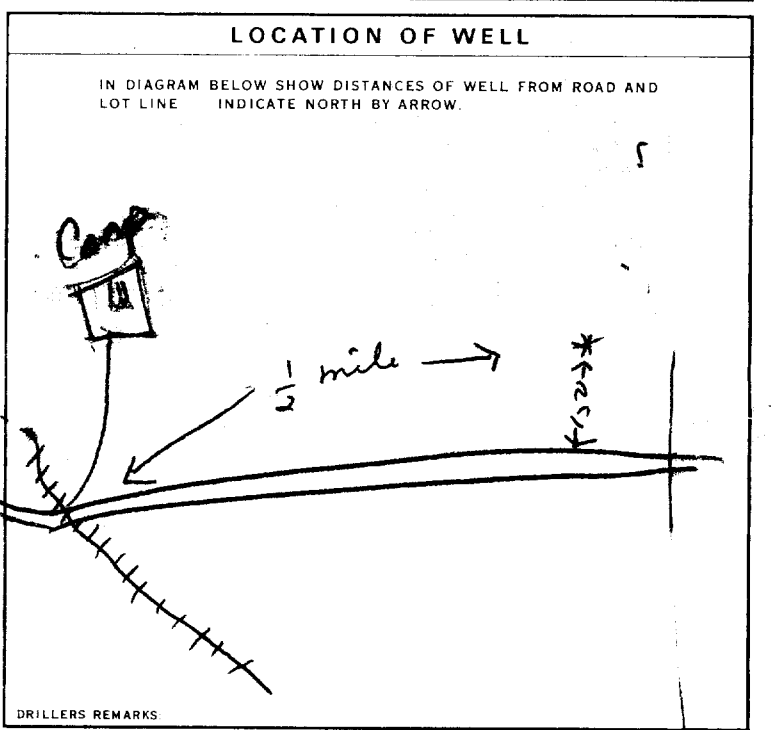 LOCATION OF WELL
IN DIAGRAM BELOW SHOW DISTANCES OF WELL FROM ROAD AND
LOT LINE INDICATE NORTH BY ARROW.
Camp
1/2 mile
DRILLERS REMARKS: